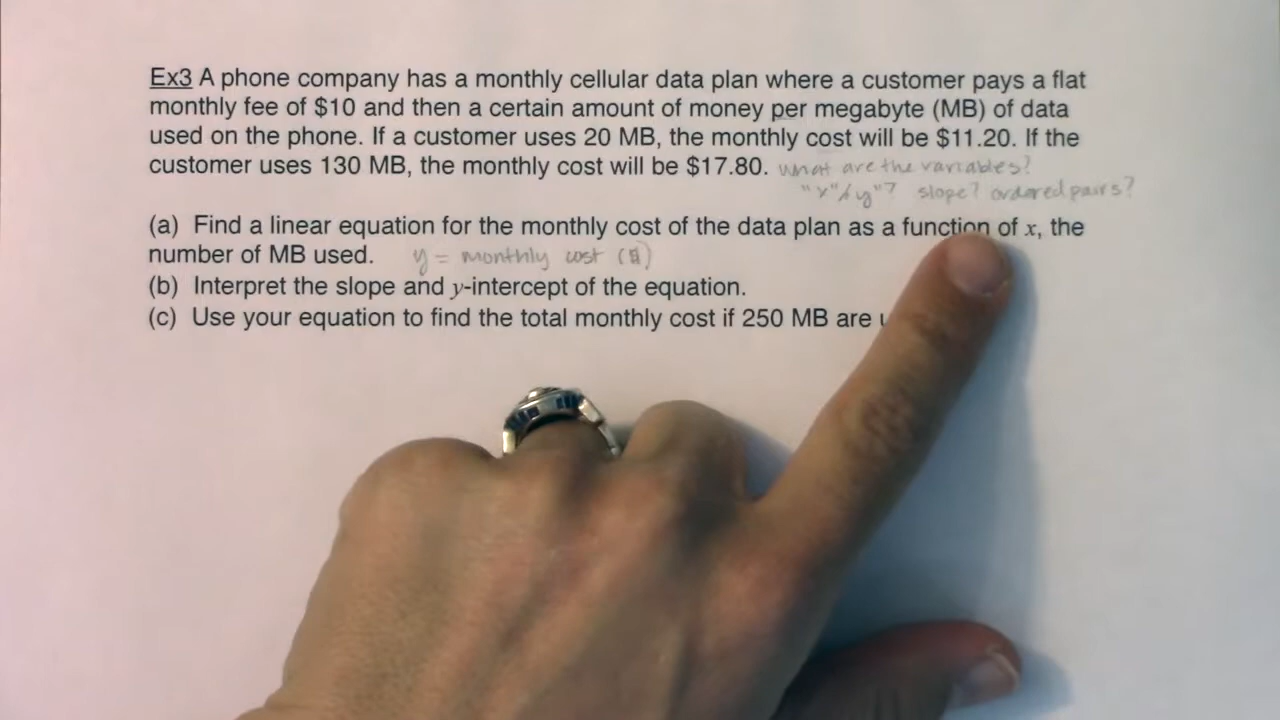 Ex3 A phone company has a monthly cellular data plan where a customer pays a flat
monthly fee of $10 and then a certain amount of money per megabyte (MB) of data
used on the phone. If a customer uses 20 MB, the monthly cost will be $11.20. If the
customer uses 130 MB, the monthly cost will be $17.80. what are the variables?
"x" / y"? slope? ordered pairs?
(a) Find a linear equation for the monthly cost of the data plan as a function of x, the
number of MB used. y = monthly cost ($)
(b) Interpret the slope and y-intercept of the equation.
(c) Use your equation to find the total monthly cost if 250 MB are